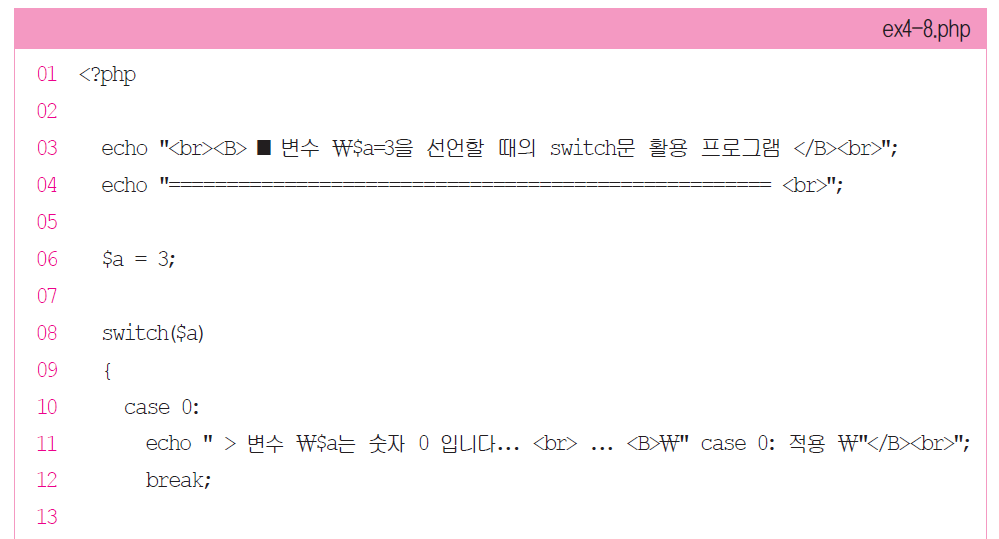 ex4-8.php
01 <?php
02
03 echo "<br><B> ■ 변수 ₩$a=3을 선언할 때의 switch문 활용 프로그램 </B><br>";
04 echo "==================================================== <br>";
05
06 $a = 3;
07
08 switch($a)
09 {
10 case 0:
11 echo " > 변수 ₩$a는 숫자 0 입니다... <br> ... <B>₩" case 0: 적용 ₩"</B><br>";
12 break;
13